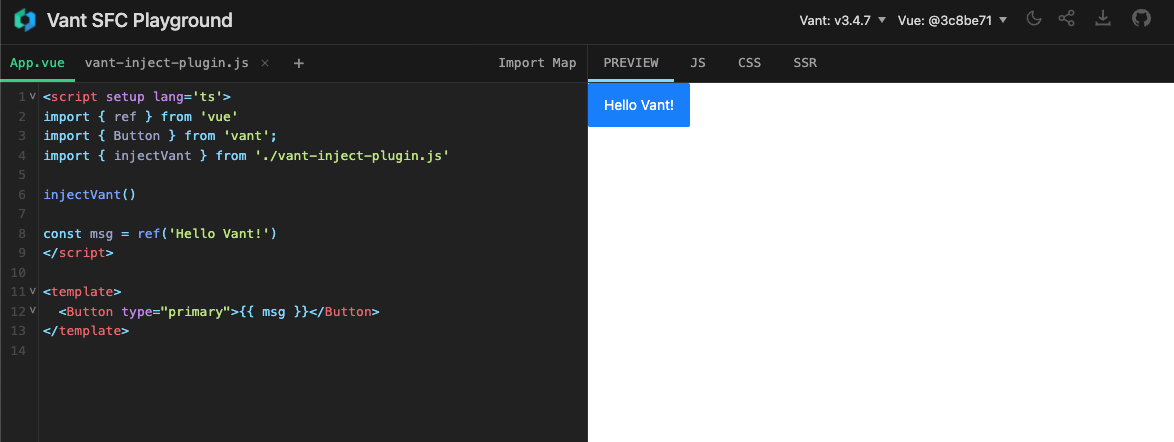 Vant SFC Playground
Vant: v3.4.7 Vue: @3c8be71
App.vue vant-inject-plugin.js × + Import Map
PREVIEW JS CSS SSR
1 <script setup lang='ts'>
2 import { ref } from 'vue'
3 import { Button } from 'vant';
4 import { injectVant } from './vant-inject-plugin.js'
5
6 injectVant()
7
8 const msg = ref('Hello Vant!')
9 </script>
10
11 <template>
12   <Button type="primary">{{ msg }}</Button>
13 </template>
14
Hello Vant!